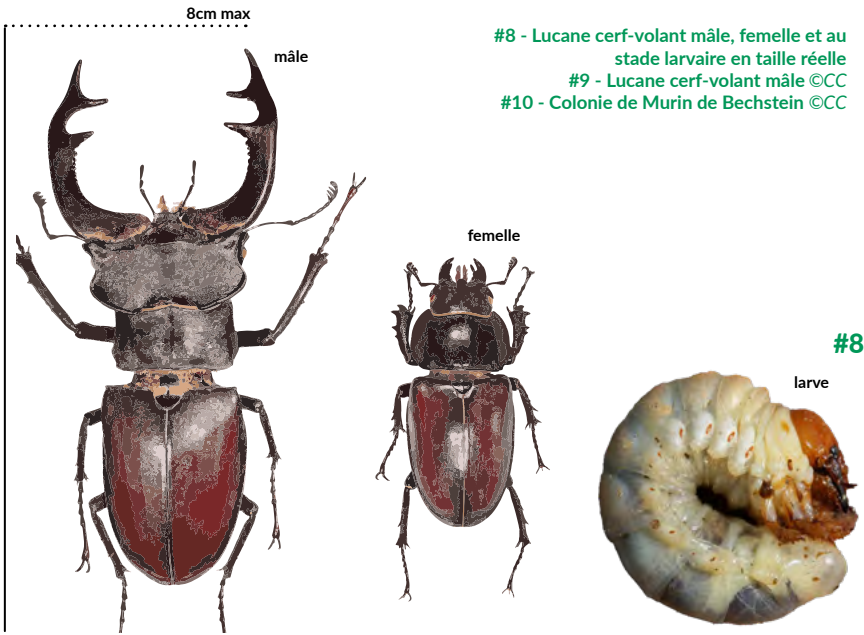 8cm max
mâle
#8 - Lucane cerf-volant mâle, femelle et au
stade larvaire en taille réelle
#9 - Lucane cerf-volant mâle ©CC
#10 - Colonie de Murin de Bechstein ©CC
femelle
#8
larve